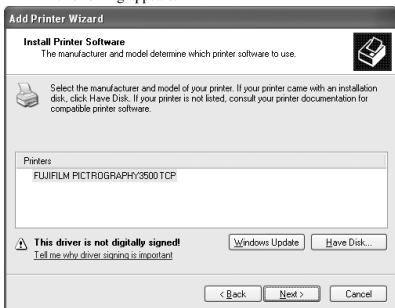 Add Printer Wizard
Install Printer Software
The manufacturer and model determine which printer software to use.
Select the manufacturer and model of your printer. If your printer came with an installation
disk, click Have Disk. If your printer is not listed, consult your printer documentation for
compatible printer software.
Printers
FUJIFILM PICTROGRAPHY3500 TCP
This driver is not digitally signed!
Tell me why driver signing is important
Windows Update
Have Disk...
< Back
Next >
Cancel